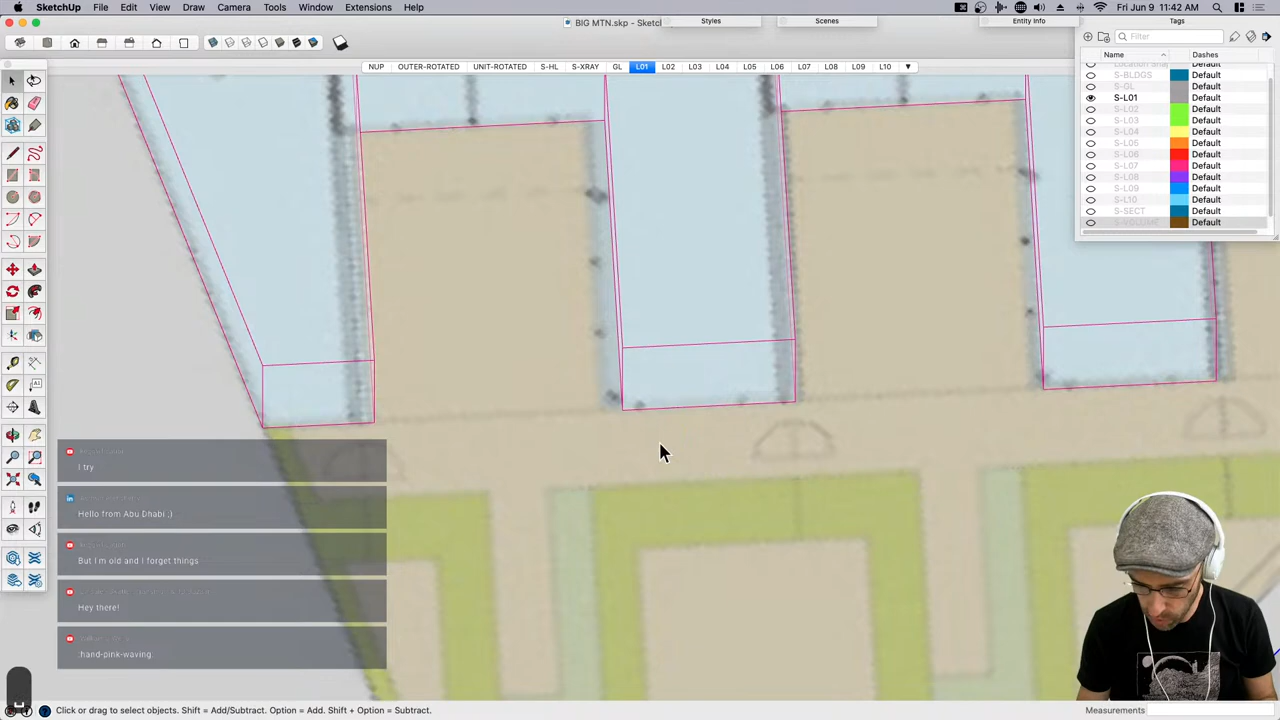 SketchUp File Edit View Draw Camera Tools Window Extensions Help
Fri Jun 9 11:42 AM
BIG MTN.skp - Sketch
Styles
Scenes
Entity Info
Tags
Filter
NUP OUTER-ROTATED UNIT-ROTATED S-HL S-XRAY GL L01 L02 L03 L04 L05 L06 L07 L08 L09 L10
Name Dashes
Default
S-BLDGS Default
S-GL Default
S-L01 Default
S-L02 Default
S-L03 Default
S-L04 Default
S-L05 Default
S-L06 Default
S-L07 Default
S-L08 Default
S-L09 Default
S-L10 Default
S-SECT Default
S-VOLUME Default
I try
Hello from Abu Dhabi ;)
But I m old and I forget things
Hey there!
:hand-pink-waving:
Click or drag to select objects. Shift = Add/Subtract. Option = Add. Shift + Option = Subtract.
Measurements